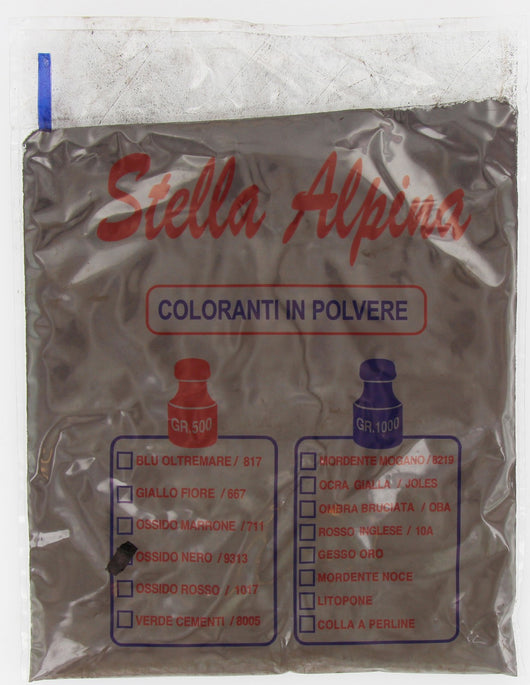 Stella Alpina
COLORANTI IN POLVERE
GR.500
BLU OLTREMARE / 817
GIALLO FIORE / 667
OSSIDO MARRONE /711
OSSIDO NERO / 9313
OSSIDO ROSSO / 1017
VERDE CEMENTI / 8005
GR.1000
MORDENTE MOGANO / 8219
OCRA GIALLA / JOLES
OMBRA BRUCIATA / OBA
ROSSO INGLESE / 10A
GESSO ORO
MORDENTE NOCE
LITOPONE
COLLA A PERLINE